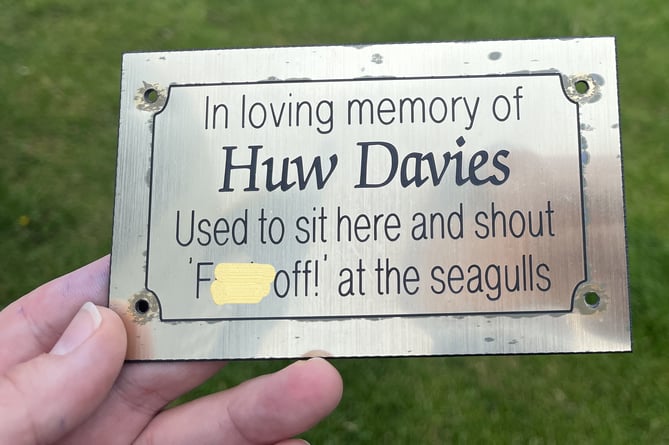 In loving memory of
Huw Davies
Used to sit here and shout
'F off!' at the seagulls